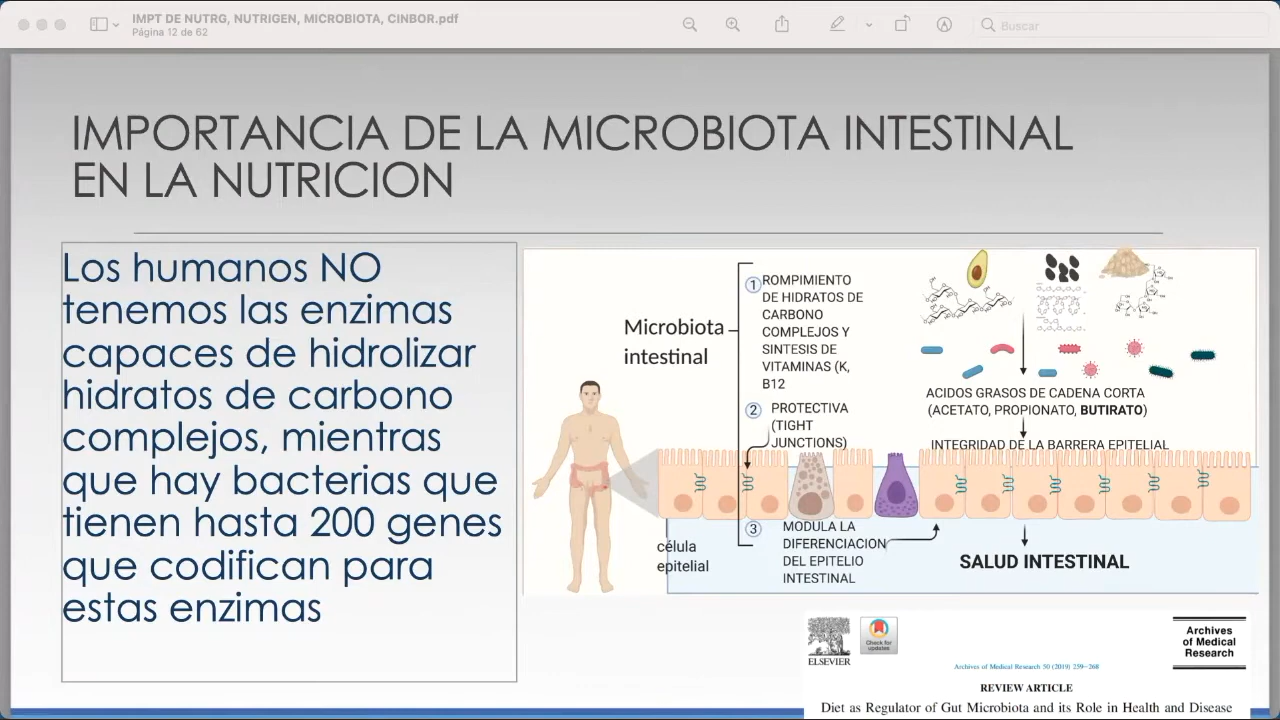 IMPT DE NUTRG, NUTRIGEN, MICROBIOTA, CINBOR.pdf
Página 12 de 62
Buscar
IMPORTANCIA DE LA MICROBIOTA INTESTINAL
EN LA NUTRICION
Los humanos NO
tenemos las enzimas
capaces de hidrolizar
hidratos de carbono
complejos, mientras
que hay bacterias que
tienen hasta 200 genes
que codifican para
estas enzimas
Microbiota
intestinal
1 ROMPIMIENTO
DE HIDRATOS DE
CARBONO
COMPLEJOS Y
SINTESIS DE
VITAMINAS (K,
B12
2 PROTECTIVA
(TIGHT
JUNCTIONS)
3 MODULA LA
DIFERENCIACION
DEL EPITELIO
INTESTINAL
célula
epitelial
ACIDOS GRASOS DE CADENA CORTA
(ACETATO, PROPIONATO, BUTIRATO)
INTEGRIDAD DE LA BARRERA EPITELIAL
SALUD INTESTINAL
ELSEVIER
Check for
updates
Archives
of Medical
Research
Archives of Medical Research 50 (2019) 259–268
REVIEW ARTICLE
Diet as Regulator of Gut Microbiota and its Role in Health and Disease